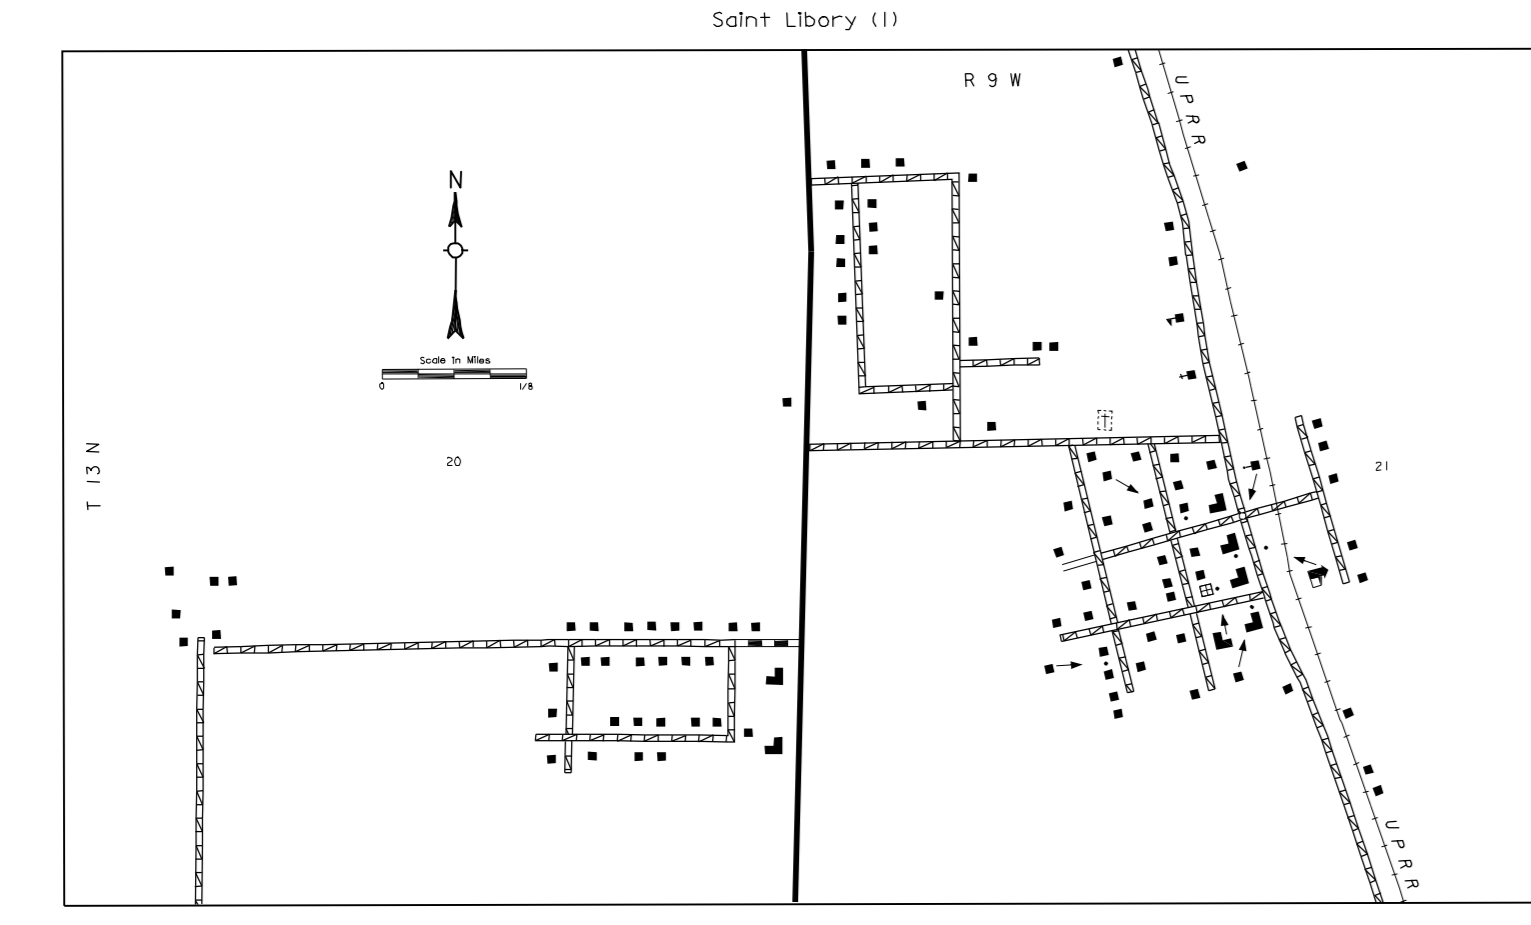 Saint Libory (1)
R 9 W
U P R R
N
Scale In Miles
0 1/8
T 13 N
20
21
U P R R